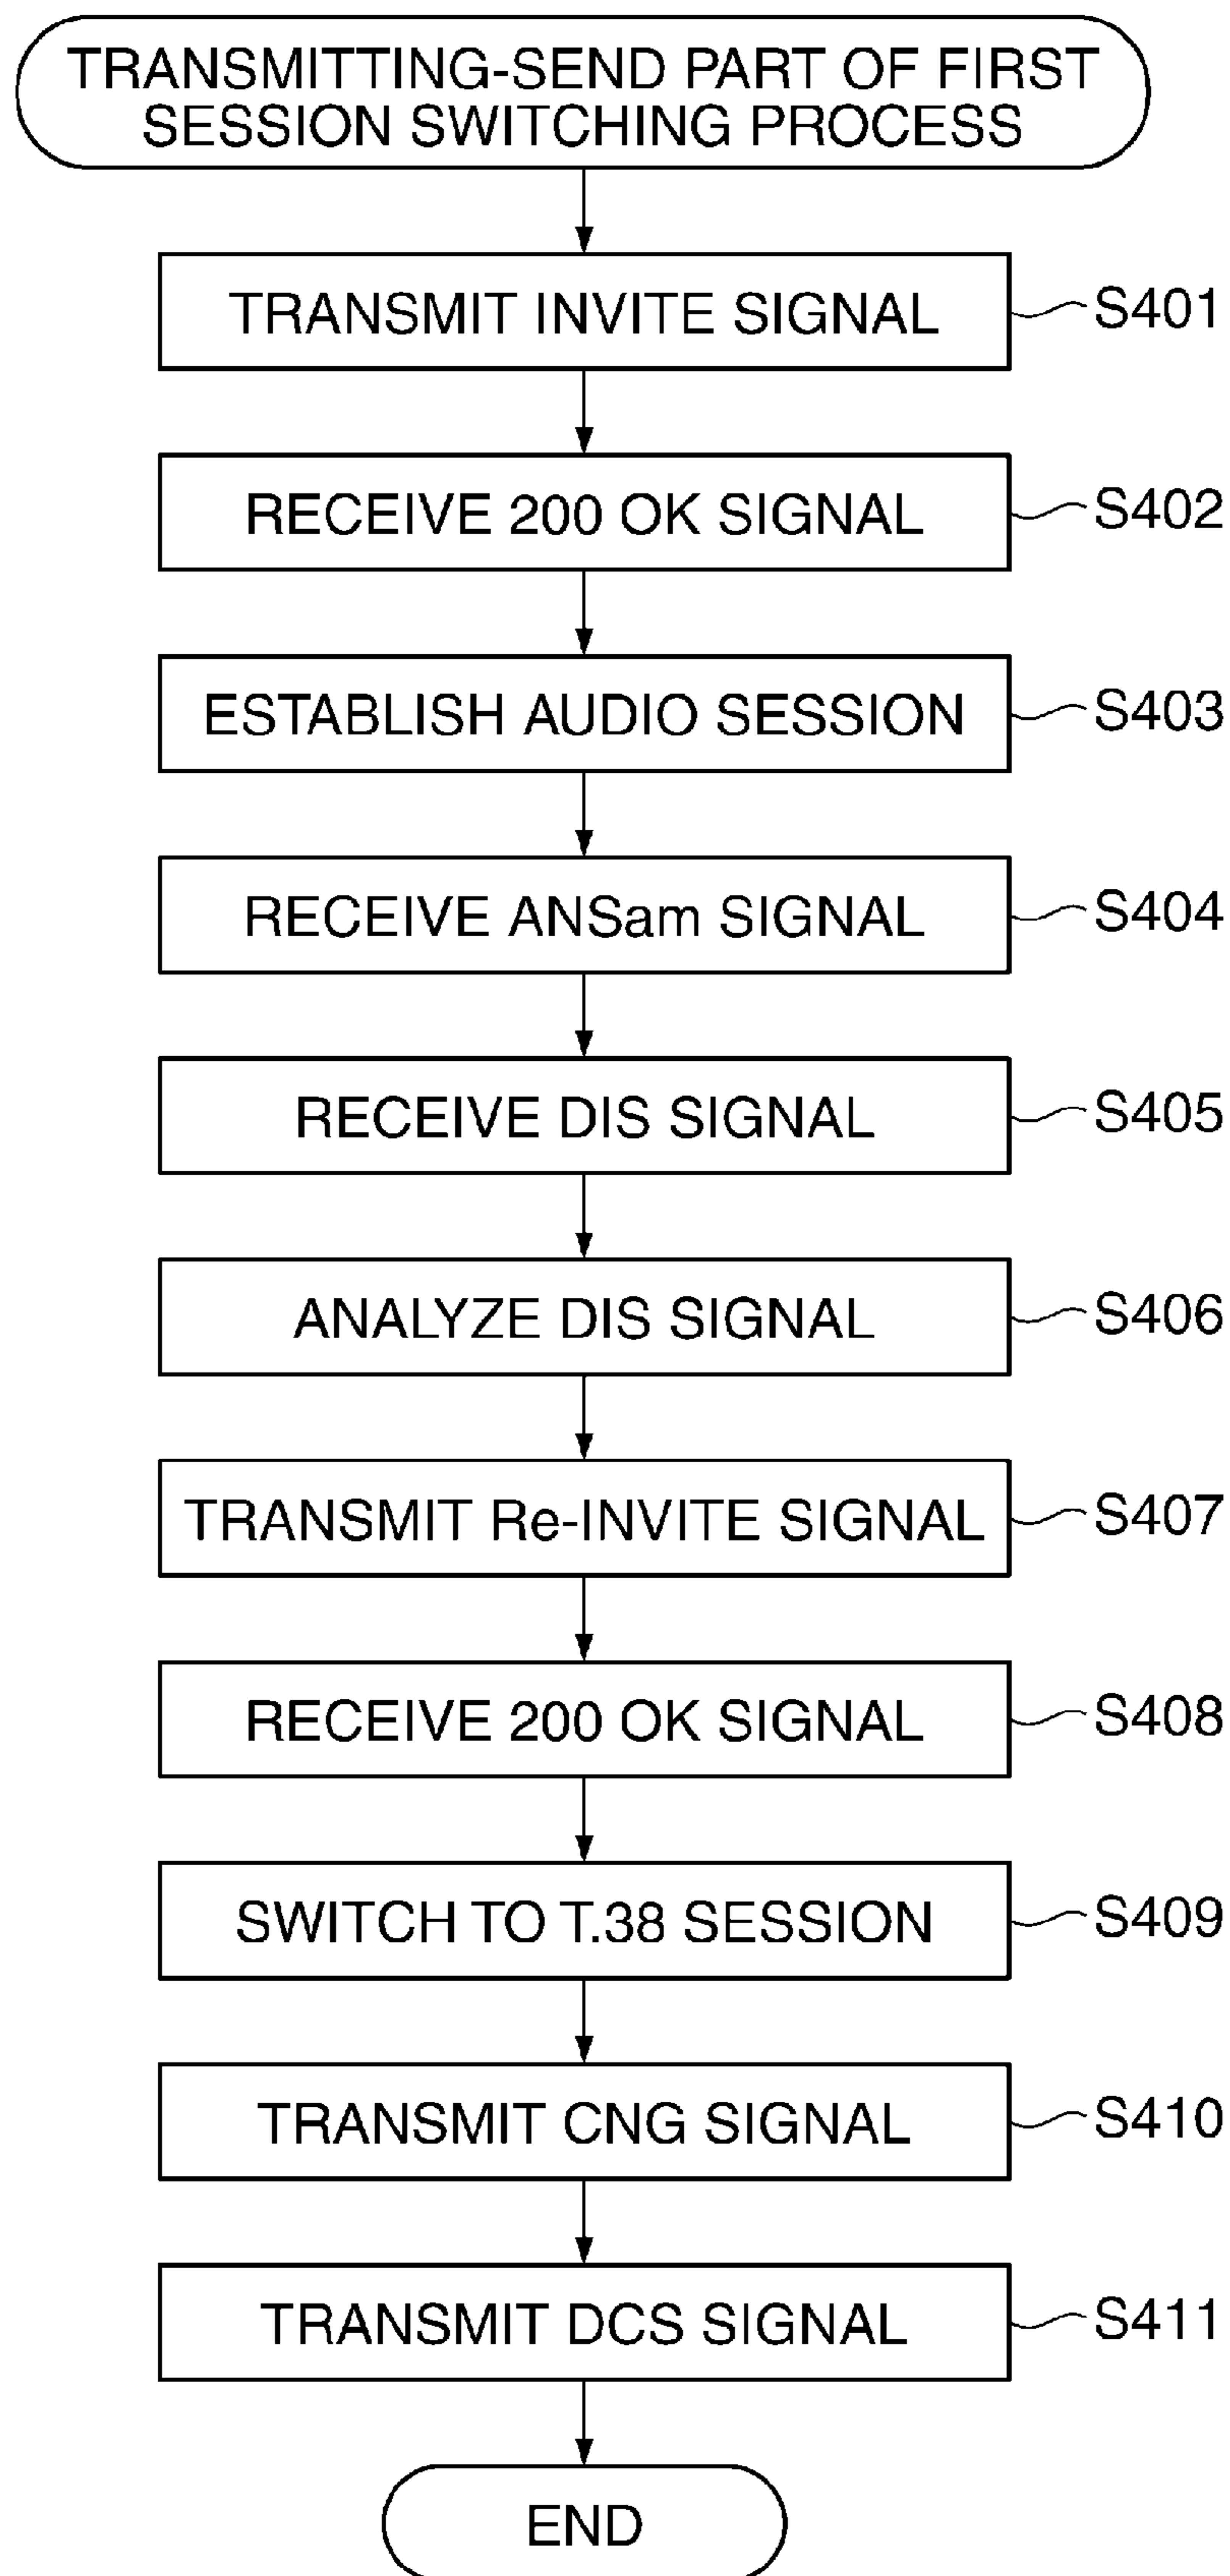 TRANSMITTING-SEND PART OF FIRST
SESSION SWITCHING PROCESS
TRANSMIT INVITE SIGNAL
S401
RECEIVE 200 OK SIGNAL
S402
ESTABLISH AUDIO SESSION
S403
RECEIVE ANSam SIGNAL
S404
RECEIVE DIS SIGNAL
S405
ANALYZE DIS SIGNAL
S406
TRANSMIT Re-INVITE SIGNAL
S407
RECEIVE 200 OK SIGNAL
S408
SWITCH TO T.38 SESSION
S409
TRANSMIT CNG SIGNAL
S410
TRANSMIT DCS SIGNAL
S411
END